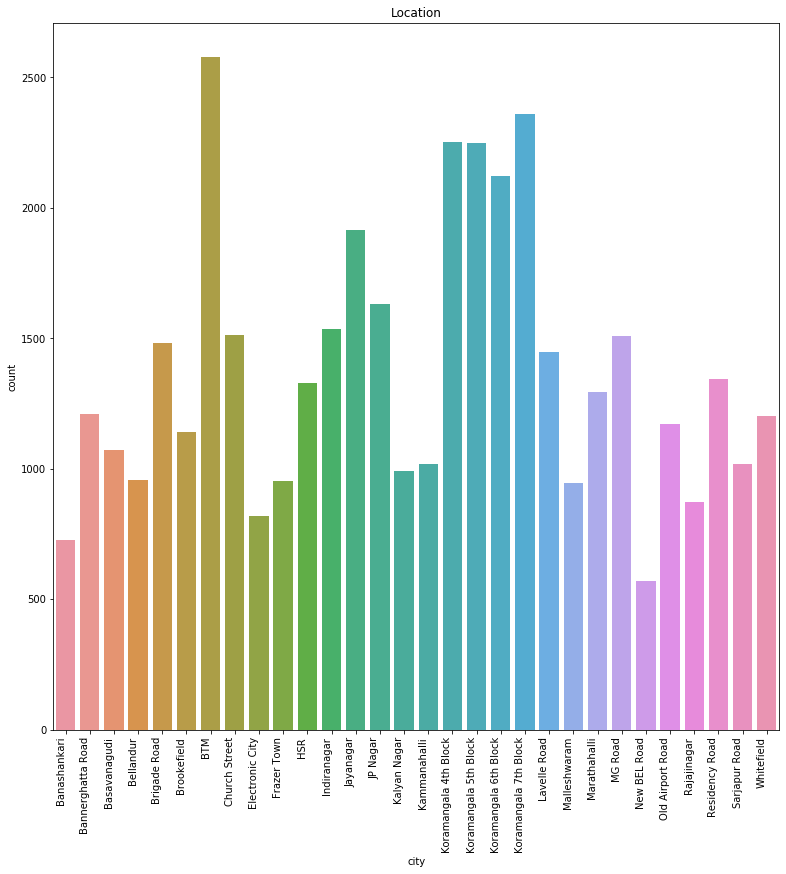 Location
count
2500
2000
1500
1000
500
0
Banashankari
Bannerghatta Road
Basavanagudi
Bellandur
Brigade Road
Brookefield
BTM
Church Street
Electronic City
Frazer Town
HSR
Indiranagar
Jayanagar
JP Nagar
Kalyan Nagar
Kammanahalli
Koramangala 4th Block
Koramangala 5th Block
Koramangala 6th Block
Koramangala 7th Block
Lavelle Road
Malleshwaram
Marathahalli
MG Road
New BEL Road
Old Airport Road
Rajajinagar
Residency Road
Sarjapur Road
Whitefield
city